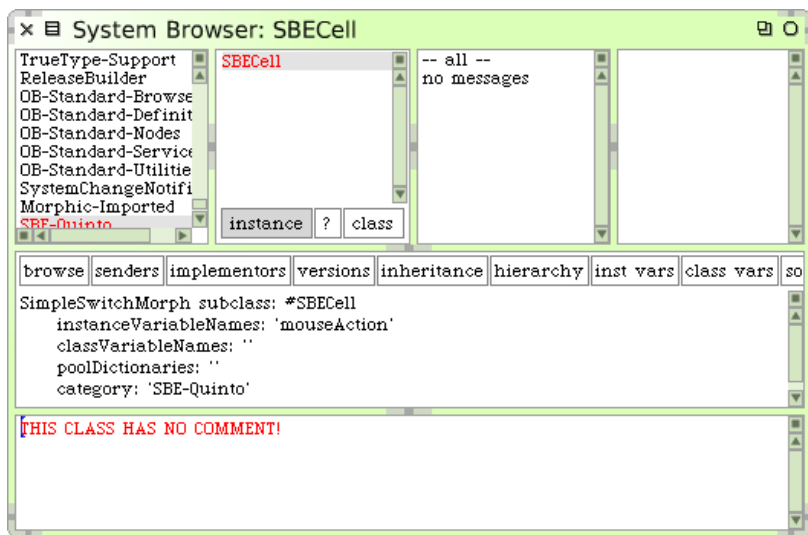 System Browser: SBECell
TrueType-Support
ReleaseBuilder
OB-Standard-Browse
OB-Standard-Definit
OB-Standard-Nodes
OB-Standard-Service
OB-Standard-Utilitie
SystemChangeNotifi
Morphic-Imported
SBE-Quinto
SBECell
instance ? class
-- all --
no messages
browse senders implementors versions inheritance hierarchy inst vars class vars so
SimpleSwitchMorph subclass: #SBECell
instanceVariableNames: 'mouseAction'
classVariableNames: ''
poolDictionaries: ''
category: 'SBE-Quinto'
THIS CLASS HAS NO COMMENT!